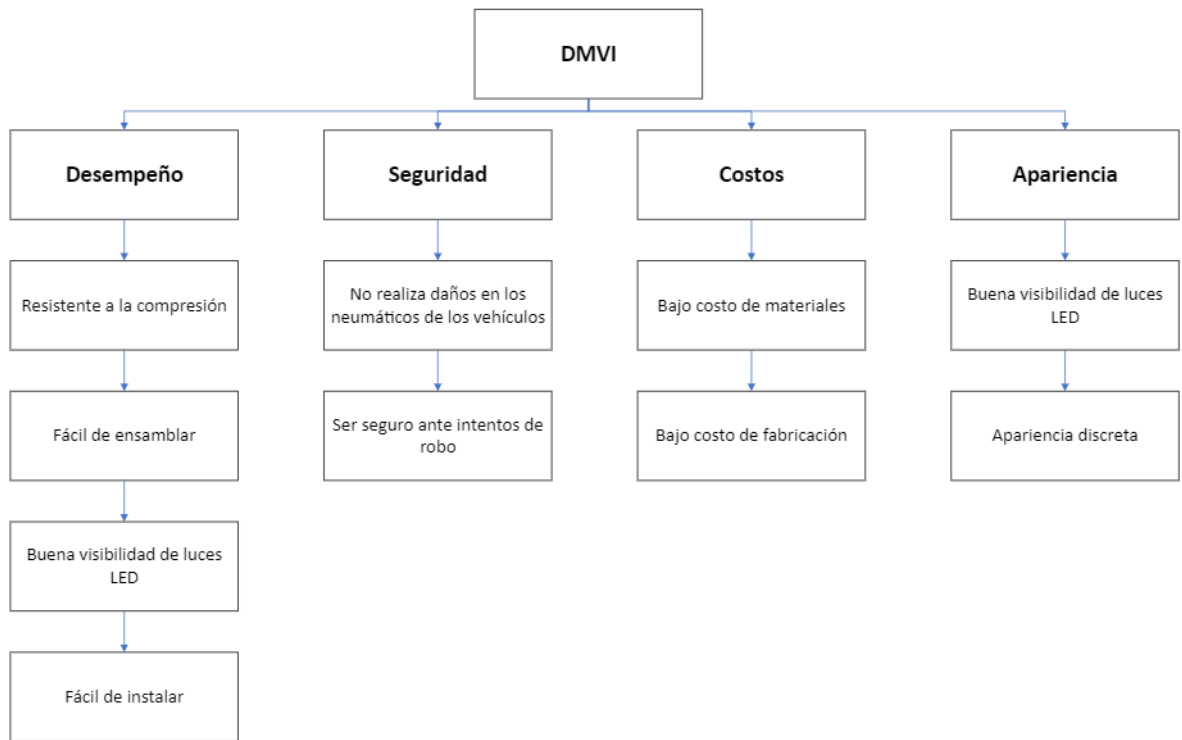 DMVI
Desempeño
Seguridad
Costos
Apariencia
Resistente a la compresión
No realiza daños en los
neumáticos de los vehículos
Bajo costo de materiales
Buena visibilidad de luces
LED
Fácil de ensamblar
Ser seguro ante intentos de
robo
Bajo costo de fabricación
Apariencia discreta
Buena visibilidad de luces
LED
Fácil de instalar